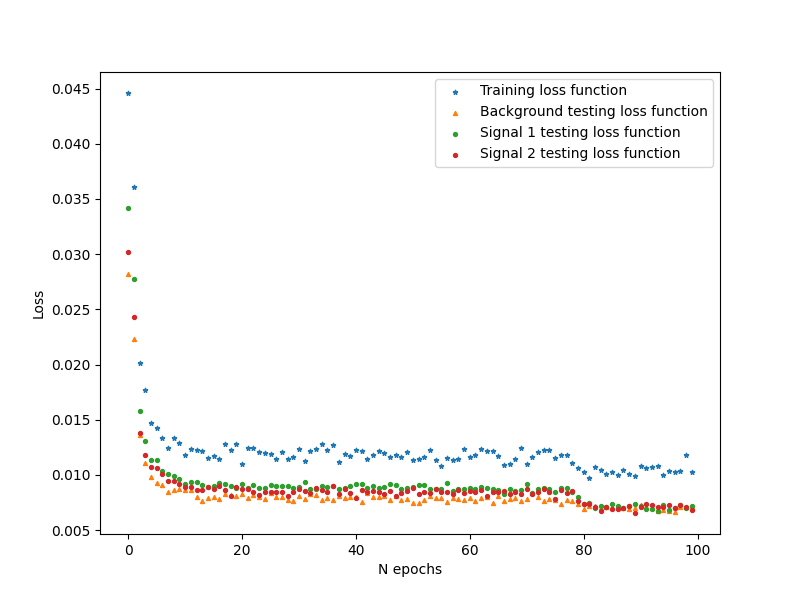 Training loss function
Background testing loss function
Signal 1 testing loss function
Signal 2 testing loss function
0.045
0.040
0.035
0.030
0.025
0.020
0.015
0.010
0.005
Loss
0 20 40 60 80 100
N epochs